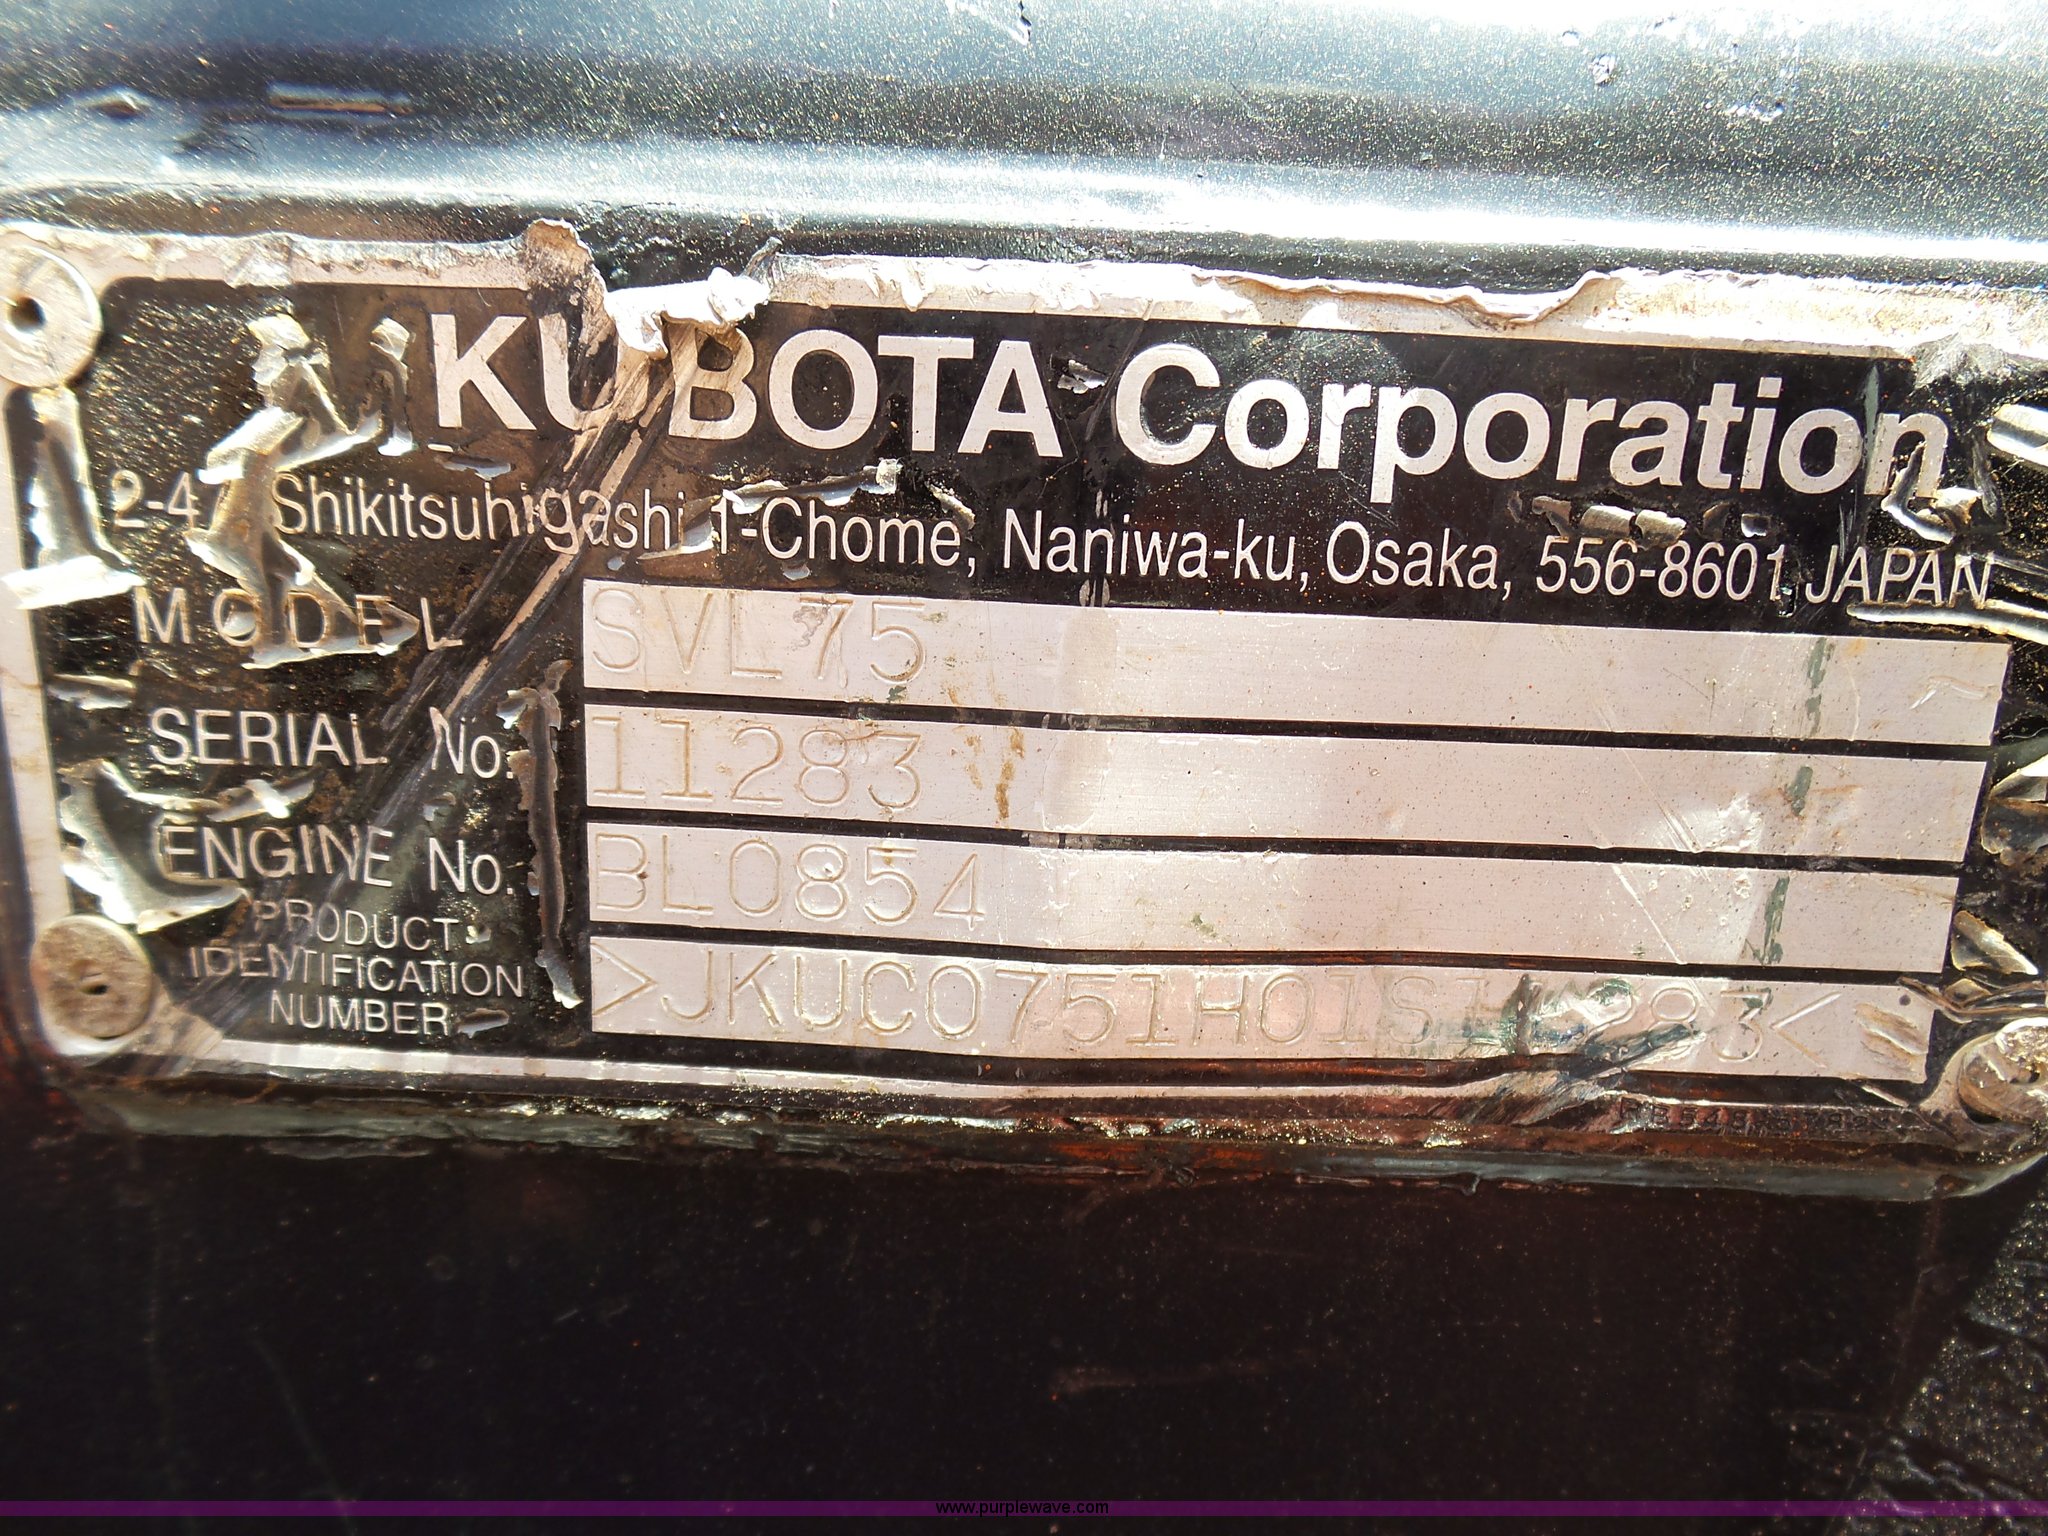 KUBOTA Corporation
2-47 Shikitsuhigashi 1-Chome, Naniwa-ku, Osaka, 556-8601 JAPAN
MODEL SVL75
SERIAL No. 11283
ENGINE No. BL0854
PRODUCT
IDENTIFICATION
NUMBER
>JKUC0751H01S11283<
www.purplewave.com